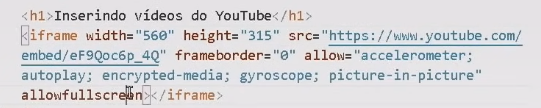 <h1>Inserindo vídeos do YouTube</h1>
<iframe width="560" height="315" src="https://www.youtube.com/
embed/eF9Qoc6p_4Q" frameborder="0" allow="accelerometer;
autoplay; encrypted-media; gyroscope; picture-in-picture"
allowfullscreen></iframe>